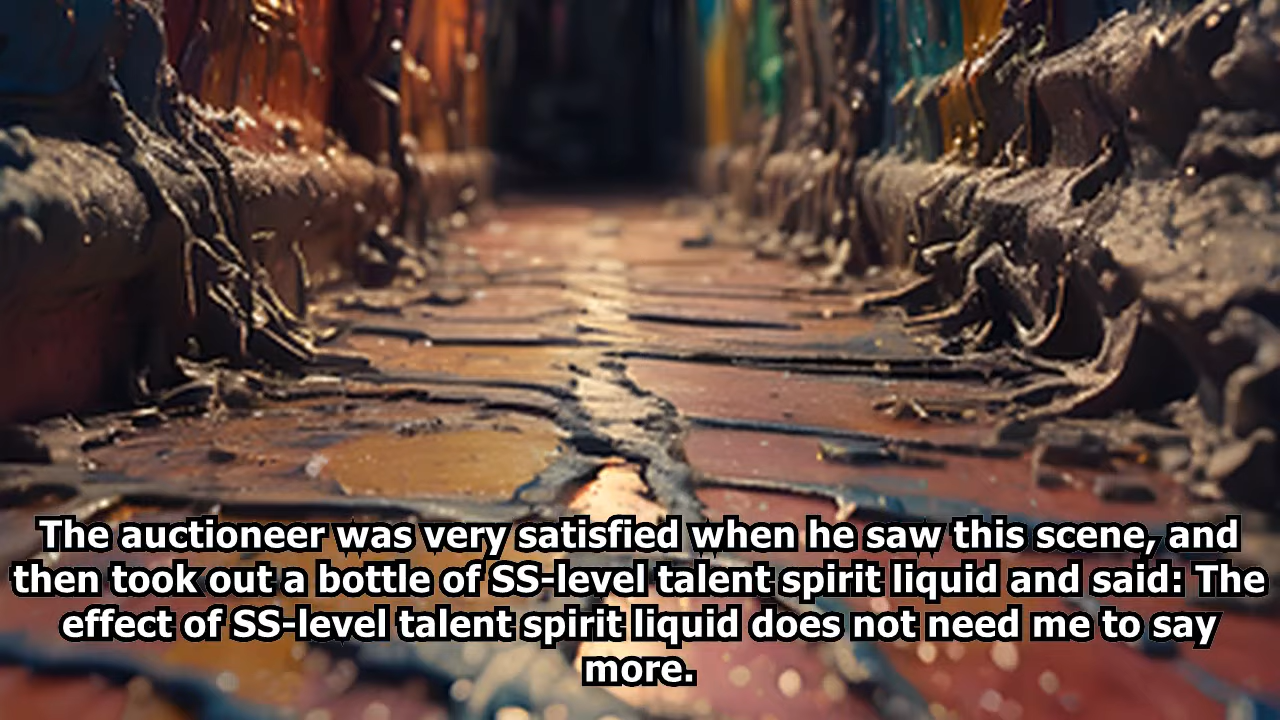 The auctioneer was very satisfied when he saw this scene, and
then took out a bottle of SS-level talent spirit liquid and said: The
effect of SS-level talent spirit liquid does not need me to say
more.